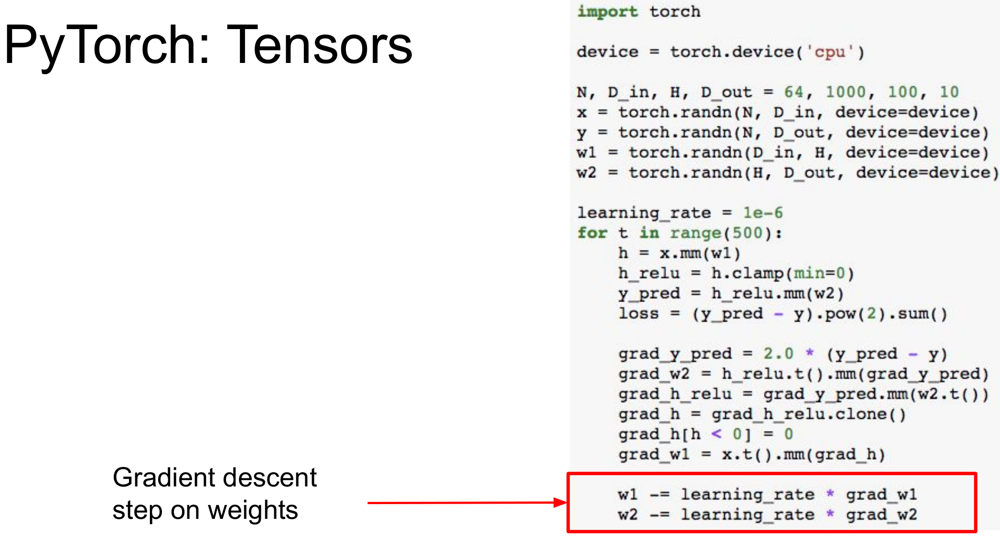 PyTorch: Tensors
import torch
device = torch.device('cpu')
N, D_in, H, D_out = 64, 1000, 100, 10
x = torch.randn(N, D_in, device=device)
y = torch.randn(N, D_out, device=device)
w1 = torch.randn(D_in, H, device=device)
w2 = torch.randn(H, D_out, device=device)
learning_rate = 1e-6
for t in range(500):
    h = x.mm(w1)
    h_relu = h.clamp(min=0)
    y_pred = h_relu.mm(w2)
    loss = (y_pred - y).pow(2).sum()
    grad_y_pred = 2.0 * (y_pred - y)
    grad_w2 = h_relu.t().mm(grad_y_pred)
    grad_h_relu = grad_y_pred.mm(w2.t())
    grad_h = grad_h_relu.clone()
    grad_h[h < 0] = 0
    grad_w1 = x.t().mm(grad_h)
Gradient descent
step on weights
    w1 -= learning_rate * grad_w1
    w2 -= learning_rate * grad_w2